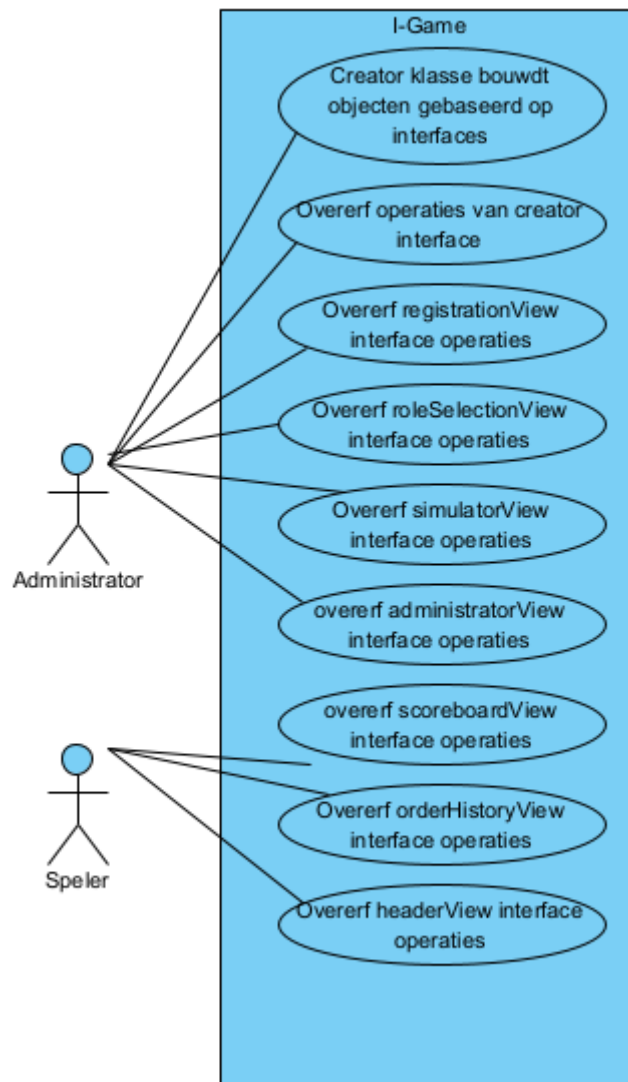 I-Game
Creator klasse bouwdt
objecten gebaseerd op
interfaces
Overerf operaties van creator
interface
Overerf registrationView
interface operaties
Overerf roleSelectionView
interface operaties
Overerf simulatorView
interface operaties
Administrator
overerf administratorView
interface operaties
overerf scoreboardView
interface operaties
Overerf orderHistoryView
interface operaties
Speler
Overerf headerView interface
operaties